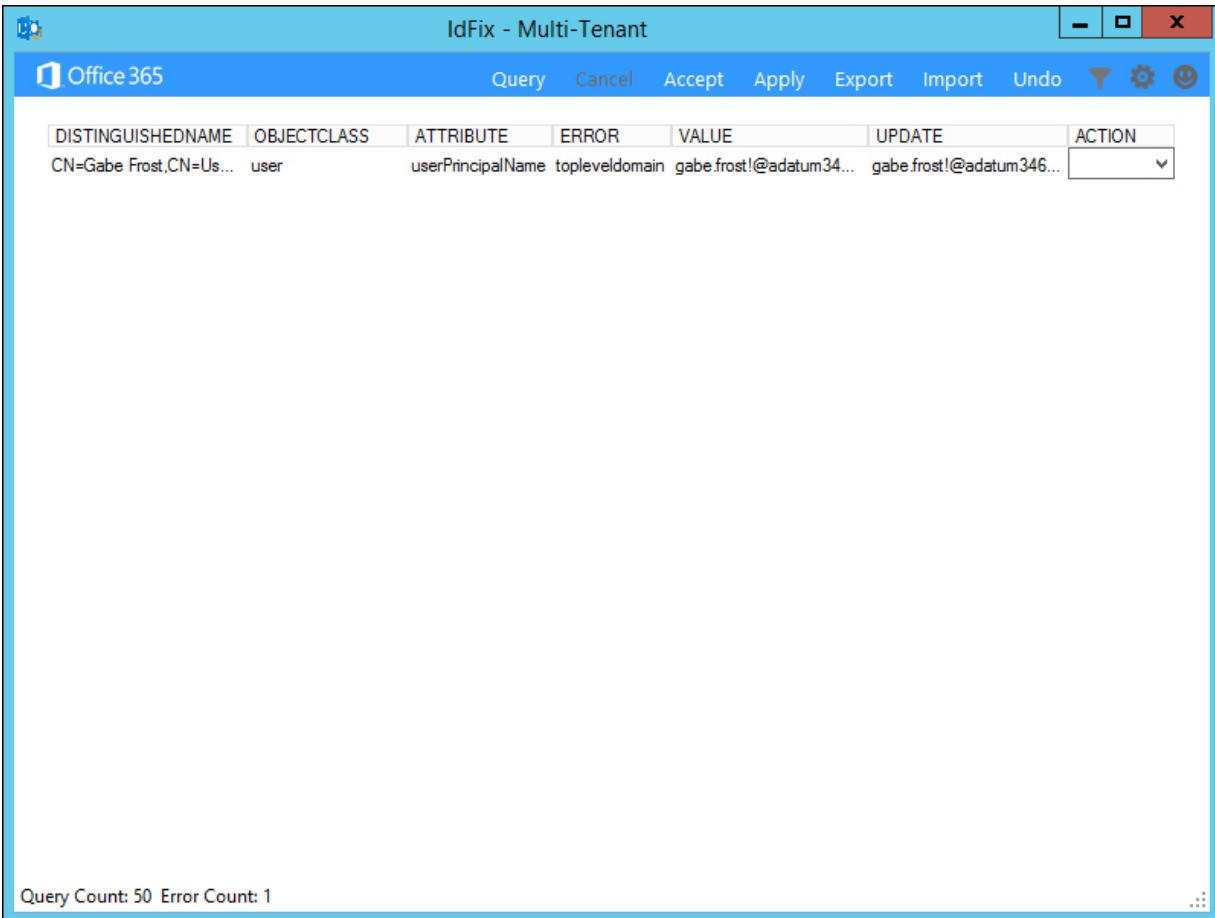 IdFix - Multi-Tenant
Office 365 Query Cancel Accept Apply Export Import Undo
DISTINGUISHEDNAME OBJECTCLASS ATTRIBUTE ERROR VALUE UPDATE ACTION
CN=Gabe Frost,CN=Us... user userPrincipalName topleveldomain gabe.frost!@adatum34... gabe.frost!@adatum346...
Query Count: 50 Error Count: 1